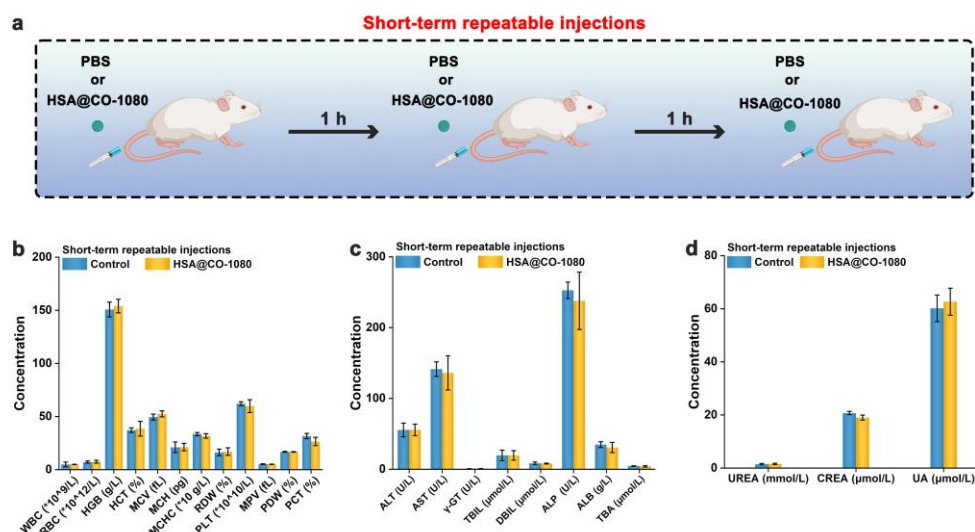 a
Short-term repeatable injections
PBS
or
HSA@CO-1080
1 h
PBS
or
HSA@CO-1080
1 h
PBS
or
HSA@CO-1080
b
Short-term repeatable injections
Control
HSA@CO-1080
Concentration
200
150
100
50
0
WBC (*10^9/L)
RBC (*10^12/L)
HGB (g/L)
HCT (%)
MCV (fL)
MCH (pg)
MCHC (*10 g/L)
RDW (%)
PLT (*10^10/L)
MPV (fL)
PDW (%)
PCT (%)
c
Short-term repeatable injections
Control
HSA@CO-1080
Concentration
300
200
100
0
ALT (U/L)
AST (U/L)
γ-GT (U/L)
TBIL (μmol/L)
DBIL (μmol/L)
ALP (U/L)
ALB (g/L)
TBA (μmol/L)
d
Short-term repeatable injections
Control
HSA@CO-1080
Concentration
80
60
40
20
0
UREA (mmol/L)
CREA (μmol/L)
UA (μmol/L)